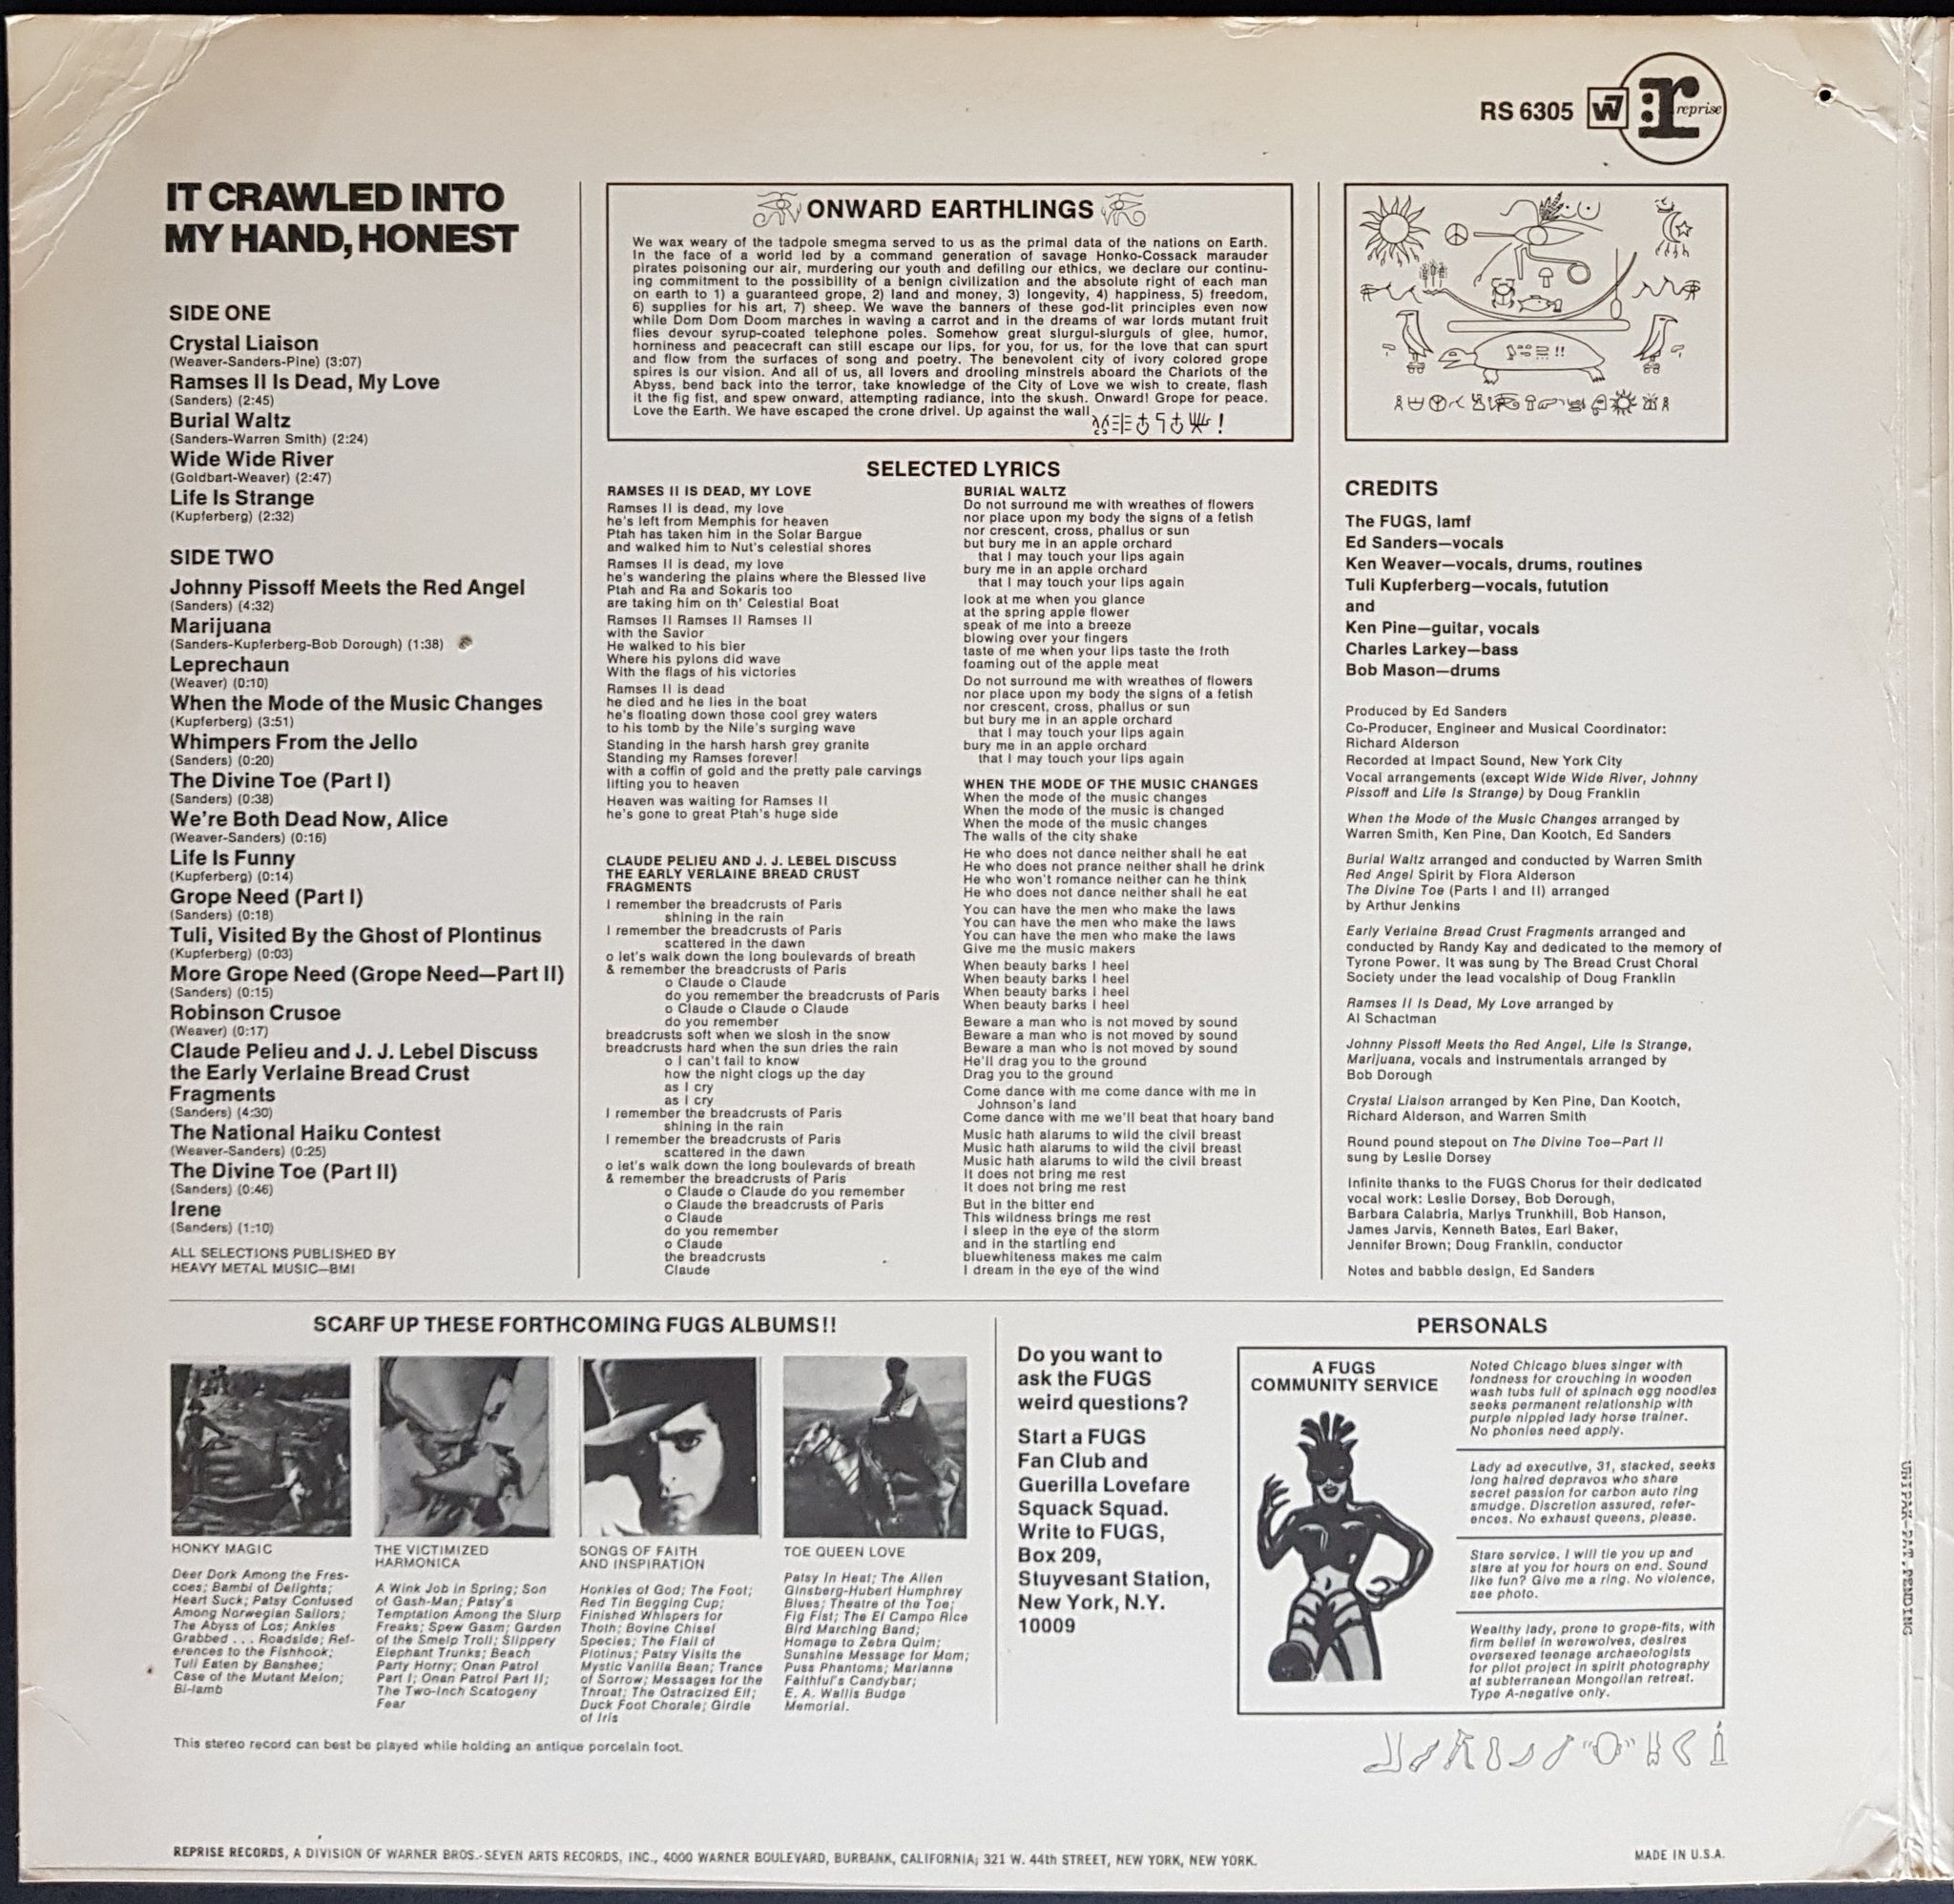 RS 6305 W7 r reprise
IT CRAWLED INTO
MY HAND, HONEST
SIDE ONE
Crystal Liaison
(Weaver-Sanders-Pine) (3:07)
Ramses II Is Dead, My Love
(Sanders) (2:45)
Burial Waltz
(Sanders-Warren Smith) (2:24)
Wide Wide River
(Goldbart-Weaver) (2:47)
Life Is Strange
(Kupferberg) (2:32)
SIDE TWO
Johnny Pissoff Meets the Red Angel
(Sanders) (4:32)
Marijuana
(Sanders-Kupferberg-Bob Dorough) (1:38)
Leprechaun
(Weaver) (0:10)
When the Mode of the Music Changes
(Kupferberg) (3:51)
Whimpers From the Jello
(Sanders) (0:20)
The Divine Toe (Part I)
(Sanders) (0:38)
We're Both Dead Now, Alice
(Weaver-Sanders) (0:16)
Life Is Funny
(Kupferberg) (0:14)
Grope Need (Part I)
(Sanders) (0:18)
Tuli, Visited By the Ghost of Plontinus
(Kupferberg) (0:03)
More Grope Need (Grope Need—Part II)
(Sanders) (0:15)
Robinson Crusoe
(Weaver) (0:17)
Claude Pelieu and J. J. Lebel Discuss
the Early Verlaine Bread Crust
Fragments
(Sanders) (4:30)
The National Haiku Contest
(Weaver-Sanders) (0:25)
The Divine Toe (Part II)
(Sanders) (0:46)
Irene
(Sanders) (1:10)
ALL SELECTIONS PUBLISHED BY
HEAVY METAL MUSIC—BMI
ONWARD EARTHLINGS
We wax weary of the tadpole smegma served to us as the primal data of the nations on Earth.
In the face of a world led by a command generation of savage Honko-Cossack marauder
pirates poisoning our air, murdering our youth and defiling our ethics, we declare our continu-
ing commitment to the possibility of a benign civilization and the absolute right of each man
on earth to 1) a guaranteed grope, 2) land and money, 3) longevity, 4) happiness, 5) freedom,
6) supplies for his art, 7) sheep. We wave the banners of these god-lit principles even now
while Dom Dom Doom marches in waving a carrot and in the dreams of war lords mutant fruit
flies devour syrup-coated telephone poles. Somehow great slurgul-slurguls of glee, humor,
horniness and peacecraft can still escape our lips, for you, for us, for the love that can spurt
and flow from the surfaces of song and poetry. The benevolent city of ivory colored grope
spires is our vision. And all of us, all lovers and drooling minstrels aboard the Chariots of the
Abyss, bend back into the terror, take knowledge of the City of Love we wish to create, flash
it the fig fist, and spew onward, attempting radiance, into the skush. Onward! Grope for peace.
Love the Earth. We have escaped the crone drivel. Up against the wall
SELECTED LYRICS
RAMSES II IS DEAD, MY LOVE
Ramses II is dead, my love
he's left from Memphis for heaven
Ptah has taken him in the Solar Bargue
and walked him to Nut's celestial shores
Ramses II is dead, my love
he's wandering the plains where the Blessed live
Ptah and Ra and Sokaris too
are taking him on th' Celestial Boat
Ramses II Ramses II Ramses II
with the Savior
He walked to his bier
Where his pylons did wave
With the flags of his victories
Ramses II is dead
he died and he lies in the boat
he's floating down those cool grey waters
to his tomb by the Nile's surging wave
Standing in the harsh harsh grey granite
Standing my Ramses forever!
with a coffin of gold and the pretty pale carvings
lifting you to heaven
Heaven was waiting for Ramses II
he's gone to great Ptah's huge side
CLAUDE PELIEU AND J. J. LEBEL DISCUSS
THE EARLY VERLAINE BREAD CRUST
FRAGMENTS
I remember the breadcrusts of Paris
shining in the rain
I remember the breadcrusts of Paris
scattered in the dawn
o let's walk down the long boulevards of breath
& remember the breadcrusts of Paris
o Claude o Claude
do you remember the breadcrusts of Paris
o Claude o Claude o Claude
do you remember
breadcrusts soft when we slosh in the snow
breadcrusts hard when the sun dries the rain
o I can't fail to know
how the night clogs up the day
as I cry
as I cry
I remember the breadcrusts of Paris
shining in the rain
I remember the breadcrusts of Paris
scattered in the dawn
o let's walk down the long boulevards of breath
& remember the breadcrusts of Paris
o Claude o Claude do you remember
o Claude the breadcrusts of Paris
o Claude
do you remember
o Claude
the breadcrusts
Claude
BURIAL WALTZ
Do not surround me with wreathes of flowers
nor place upon my body the signs of a fetish
nor crescent, cross, phallus or sun
but bury me in an apple orchard
that I may touch your lips again
bury me in an apple orchard
that I may touch your lips again
look at me when you glance
at the spring apple flower
speak of me into a breeze
blowing over your fingers
taste of me when your lips taste the froth
foaming out of the apple meat
Do not surround me with wreathes of flowers
nor place upon my body the signs of a fetish
nor crescent, cross, phallus or sun
but bury me in an apple orchard
that I may touch your lips again
bury me in an apple orchard
that I may touch your lips again
WHEN THE MODE OF THE MUSIC CHANGES
When the mode of the music changes
When the mode of the music is changed
When the mode of the music changes
The walls of the city shake
He who does not dance neither shall he eat
He who does not prance neither shall he drink
He who won't romance neither can he think
He who does not dance neither shall he eat
You can have the men who make the laws
You can have the men who make the laws
You can have the men who make the laws
Give me the music makers
When beauty barks I heel
When beauty barks I heel
When beauty barks I heel
When beauty barks I heel
Beware a man who is not moved by sound
Beware a man who is not moved by sound
Beware a man who is not moved by sound
He'll drag you to the ground
Drag you to the ground
Come dance with me come dance with me in
Johnson's land
Come dance with me we'll beat that hoary band
Music hath alarums to wild the civil breast
Music hath alarums to wild the civil breast
Music hath alarums to wild the civil breast
It does not bring me rest
It does not bring me rest
But in the bitter end
This wildness brings me rest
I sleep in the eye of the storm
and in the startling end
bluewhiteness makes me calm
I dream in the eye of the wind
CREDITS
The FUGS, iamf
Ed Sanders—vocals
Ken Weaver—vocals, drums, routines
Tuli Kupferberg—vocals, futution
and
Ken Pine—guitar, vocals
Charles Larkey—bass
Bob Mason—drums
Produced by Ed Sanders
Co-Producer, Engineer and Musical Coordinator:
Richard Alderson
Recorded at Impact Sound, New York City
Vocal arrangements (except Wide Wide River, Johnny
Pissoff and Life Is Strange) by Doug Franklin
When the Mode of the Music Changes arranged by
Warren Smith, Ken Pine, Dan Kootch, Ed Sanders
Burial Waltz arranged and conducted by Warren Smith
Red Angel Spirit by Flora Alderson
The Divine Toe (Parts I and II) arranged
by Arthur Jenkins
Early Verlaine Bread Crust Fragments arranged and
conducted by Randy Kay and dedicated to the memory of
Tyrone Power. It was sung by The Bread Crust Choral
Society under the lead vocalship of Doug Franklin
Ramses II Is Dead, My Love arranged by
Al Schactman
Johnny Pissoff Meets the Red Angel, Life Is Strange,
Marijuana, vocals and instrumentals arranged by
Bob Dorough
Crystal Liaison arranged by Ken Pine, Dan Kootch,
Richard Alderson, and Warren Smith
Round pound stepout on The Divine Toe—Part II
sung by Leslie Dorsey
Infinite thanks to the FUGS Chorus for their dedicated
vocal work: Leslie Dorsey, Bob Dorough,
Barbara Calabria, Marlys Trunkhill, Bob Hanson,
James Jarvis, Kenneth Bates, Earl Baker,
Jennifer Brown; Doug Franklin, conductor
Notes and babble design, Ed Sanders
SCARF UP THESE FORTHCOMING FUGS ALBUMS!!
HONKY MAGIC
Deer Dork Among the Fres-
coes; Bambi of Delights;
Heart Suck; Patsy Confused
Among Norwegian Sailors;
The Abyss of Los; Ankles
Grabbed . . . Roadside; Ref-
erences to the Fishhook;
Tuli Eaten by Banshee;
Case of the Mutant Melon;
Bi-lamb
THE VICTIMIZED
HARMONICA
A Wink Job in Spring; Son
of Gash-Man; Patsy's
Temptation Among the Slurp
Freaks; Spew Gasm; Garden
of the Smelp Troll; Slippery
Elephant Trunks; Beach
Party Horny; Onan Patrol
Part I; Onan Patrol Part II;
The Two-Inch Scatogeny
Fear
SONGS OF FAITH
AND INSPIRATION
Honkies of God; The Foot;
Red Tin Begging Cup;
Finished Whispers for
Thoth; Bovine Chisel
Species; The Flail of
Plotinus; Patsy Visits the
Mystic Vanilla Bean; Trance
of Sorrow; Messages for the
Throat; The Ostracized Elf;
Duck Foot Chorale; Girdle
of Iris
TOE QUEEN LOVE
Patsy In Heat; The Allen
Ginsberg-Hubert Humphrey
Blues; Theatre of the Toe;
Fig Fist; The El Campo Rice
Bird Marching Band;
Homage to Zebra Quim;
Sunshine Message for Mom;
Puss Phantoms; Marianne
Faithful's Candybar;
E. A. Wallis Budge
Memorial.
This stereo record can best be played while holding an antique porcelain foot.
Do you want to
ask the FUGS
weird questions?
Start a FUGS
Fan Club and
Guerilla Lovefare
Squack Squad.
Write to FUGS,
Box 209,
Stuyvesant Station,
New York, N.Y.
10009
PERSONALS
A FUGS
COMMUNITY SERVICE
Noted Chicago blues singer with
fondness for crouching in wooden
wash tubs full of spinach egg noodles
seeks permanent relationship with
purple nippled lady horse trainer.
No phonies need apply.
Lady ad executive, 31, stacked, seeks
long haired depravos who share
secret passion for carbon auto ring
smudge. Discretion assured, refer-
ences. No exhaust queens, please.
Stare service. I will tie you up and
stare at you for hours on end. Sound
like fun? Give me a ring. No violence,
see photo.
Wealthy lady, prone to grope-fits, with
firm belief in werewolves, desires
oversexed teenage archaeologists
for pilot project in spirit photography
at subterranean Mongolian retreat.
Type A-negative only.
UNIPAK-PAT. PENDING
REPRISE RECORDS, A DIVISION OF WARNER BROS.-SEVEN ARTS RECORDS, INC., 4000 WARNER BOULEVARD, BURBANK, CALIFORNIA; 321 W. 44th STREET, NEW YORK, NEW YORK.
MADE IN U.S.A.